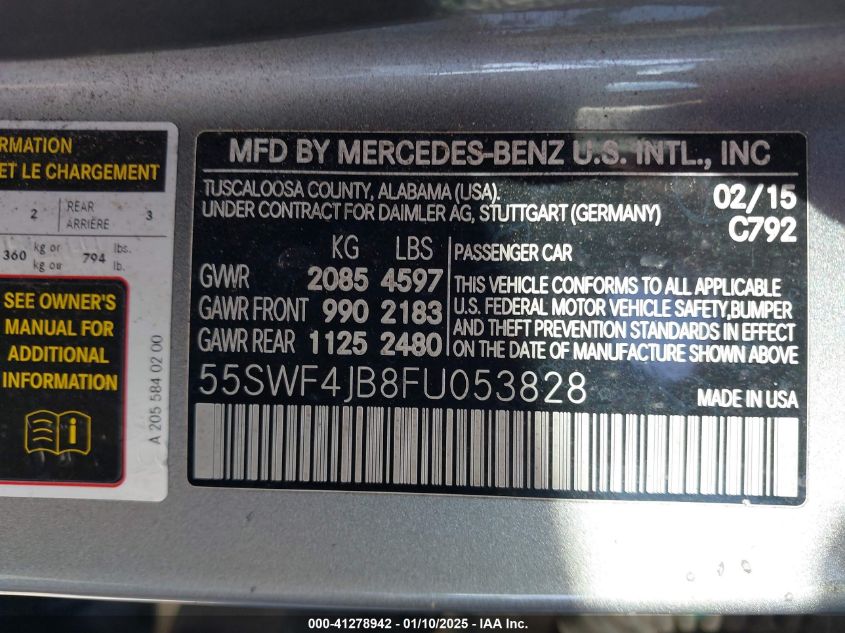 RMATION
ET LE CHARGEMENT
2 REAR ARRIÈRE 3
360 kg or kg ou 794 lbs. lb.
SEE OWNER'S
MANUAL FOR
ADDITIONAL
INFORMATION
A 205 584 02 00
MFD BY MERCEDES-BENZ U.S. INTL., INC
TUSCALOOSA COUNTY, ALABAMA (USA). 02/15
UNDER CONTRACT FOR DAIMLER AG, STUTTGART (GERMANY) C792
KG LBS
GWR 2085 4597
GAWR FRONT 990 2183
GAWR REAR 1125 2480
PASSENGER CAR
THIS VEHICLE CONFORMS TO ALL APPLICABLE
U.S. FEDERAL MOTOR VEHICLE SAFETY,BUMPER
AND THEFT PREVENTION STANDARDS IN EFFECT
ON THE DATE OF MANUFACTURE SHOWN ABOVE
55SWF4JB8FU053828
MADE IN USA
000-41278942 - 01/10/2025 - IAA Inc.